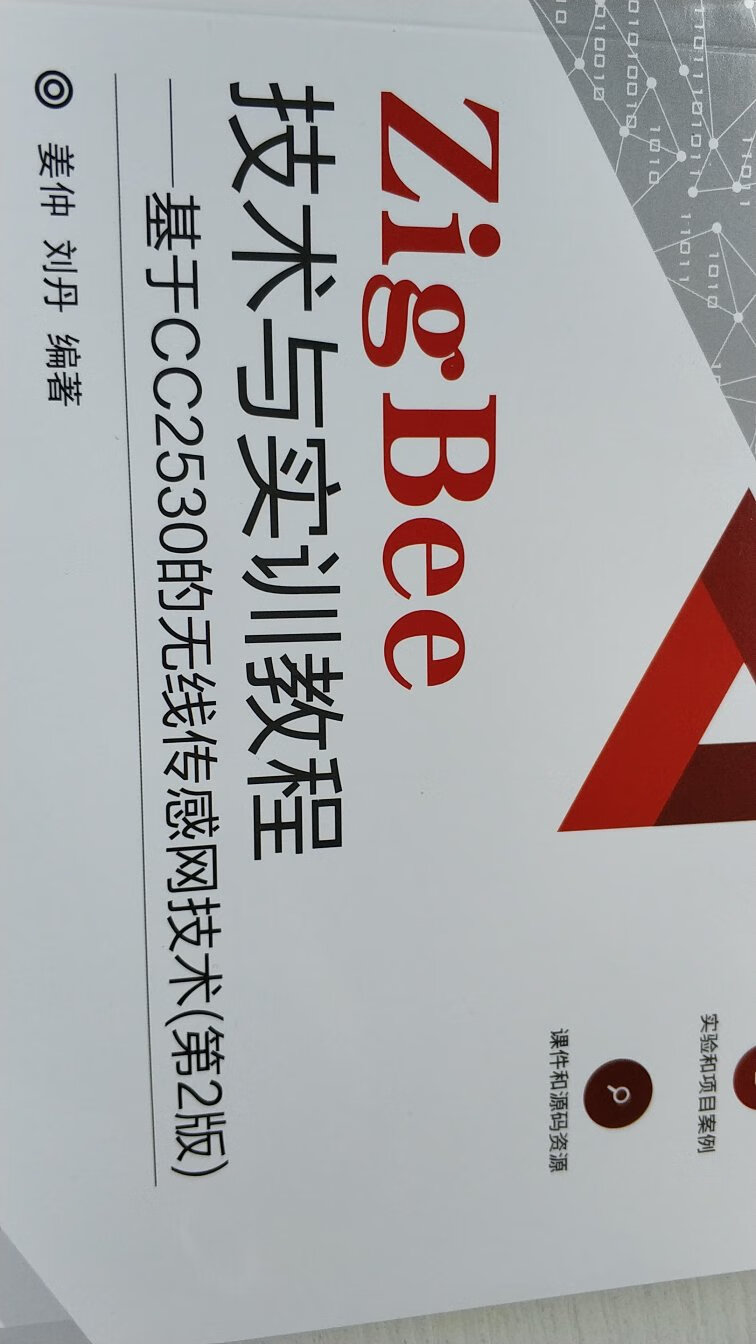 ZigBee
技术与实训教程
——基于CC2530的无线传感网技术(第2版)
姜仲 刘丹 编著
实验和项目案例
课件和源码资源